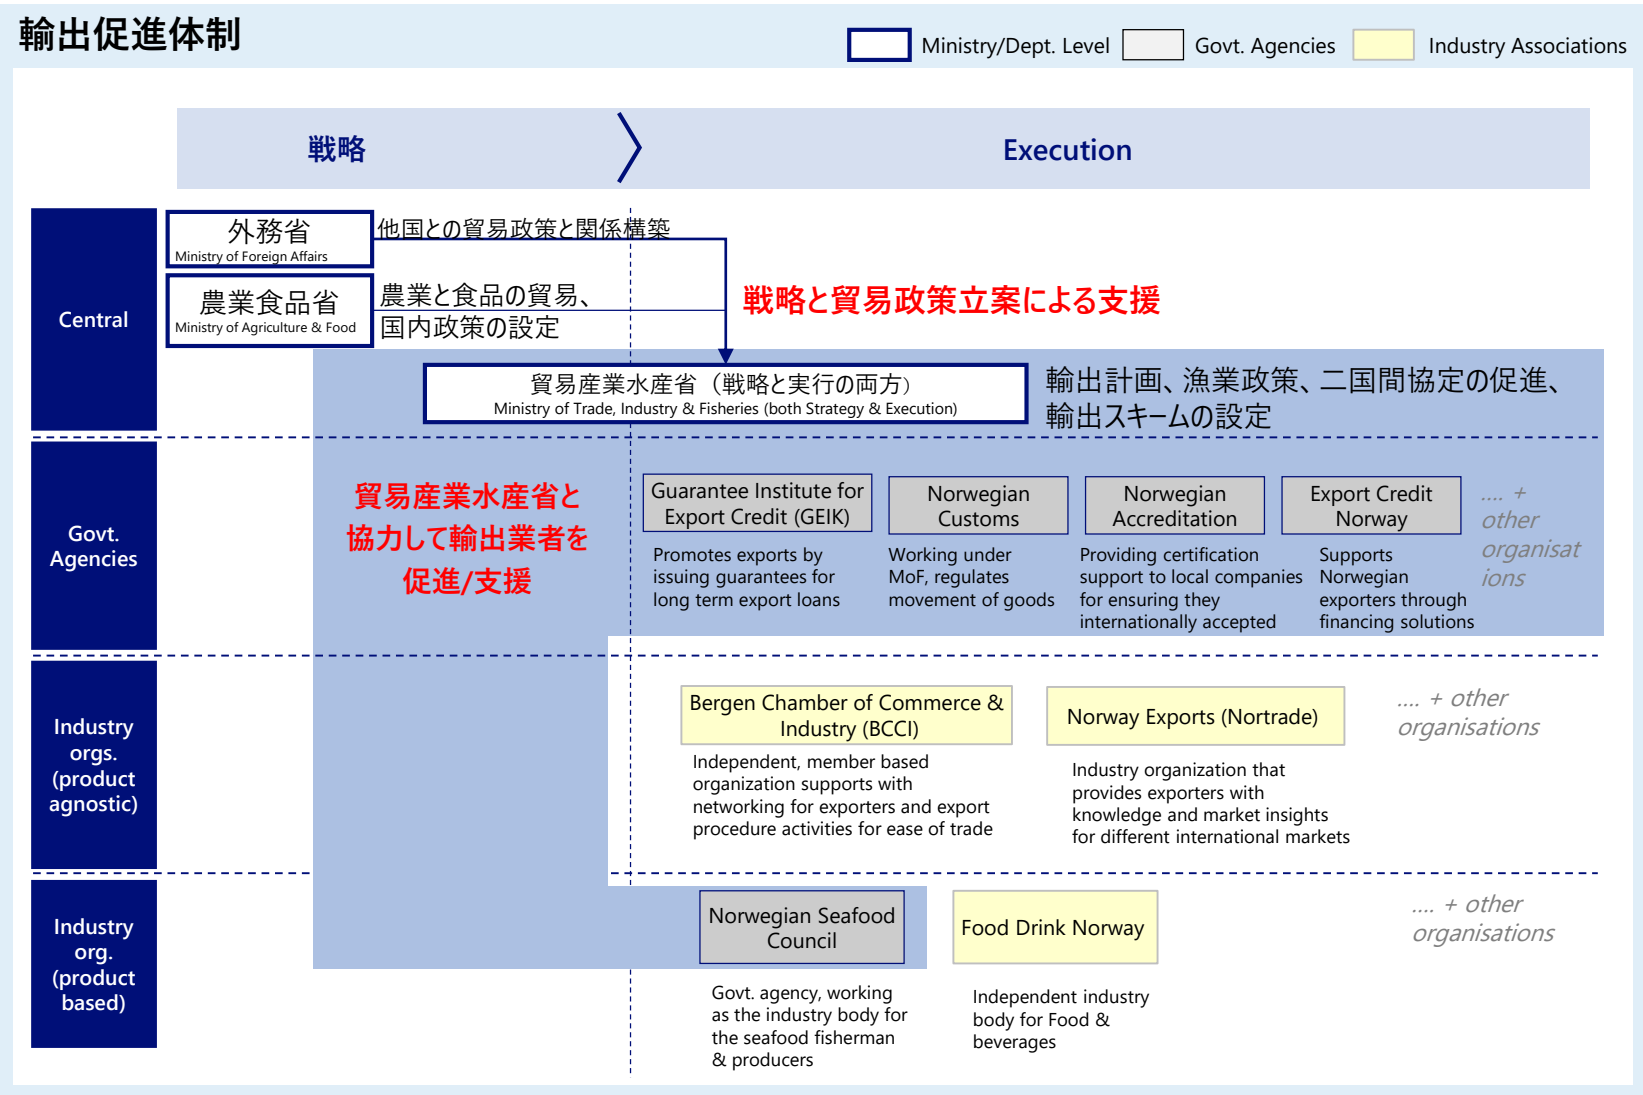 輸出促進体制
Ministry/Dept. Level
Govt. Agencies
Industry Associations
戦略
Execution
Central
外務省
Ministry of Foreign Affairs
他国との貿易政策と関係構築
農業食品省
Ministry of Agriculture & Food
農業と食品の貿易、
国内政策の設定
戦略と貿易政策立案による支援
貿易産業水産省（戦略と実行の両方）
Ministry of Trade, Industry & Fisheries (both Strategy & Execution)
輸出計画、漁業政策、二国間協定の促進、
輸出スキームの設定
Govt.
Agencies
貿易産業水産省と
協力して輸出業者を
促進/支援
Guarantee Institute for
Export Credit (GEIK)
Promotes exports by
issuing guarantees for
long term export loans
Norwegian
Customs
Working under
MoF, regulates
movement of goods
Norwegian
Accreditation
Providing certification
support to local companies
for ensuring they
internationally accepted
Export Credit
Norway
Supports
Norwegian
exporters through
financing solutions
.... +
other
organisat
ions
Industry
orgs.
(product
agnostic)
Bergen Chamber of Commerce &
Industry (BCCI)
Independent, member based
organization supports with
networking for exporters and export
procedure activities for ease of trade
Norway Exports (Nortrade)
Industry organization that
provides exporters with
knowledge and market insights
for different international markets
.... + other
organisations
Industry
org.
(product
based)
Norwegian Seafood
Council
Govt. agency, working
as the industry body for
the seafood fisherman
& producers
Food Drink Norway
Independent industry
body for Food &
beverages
.... + other
organisations